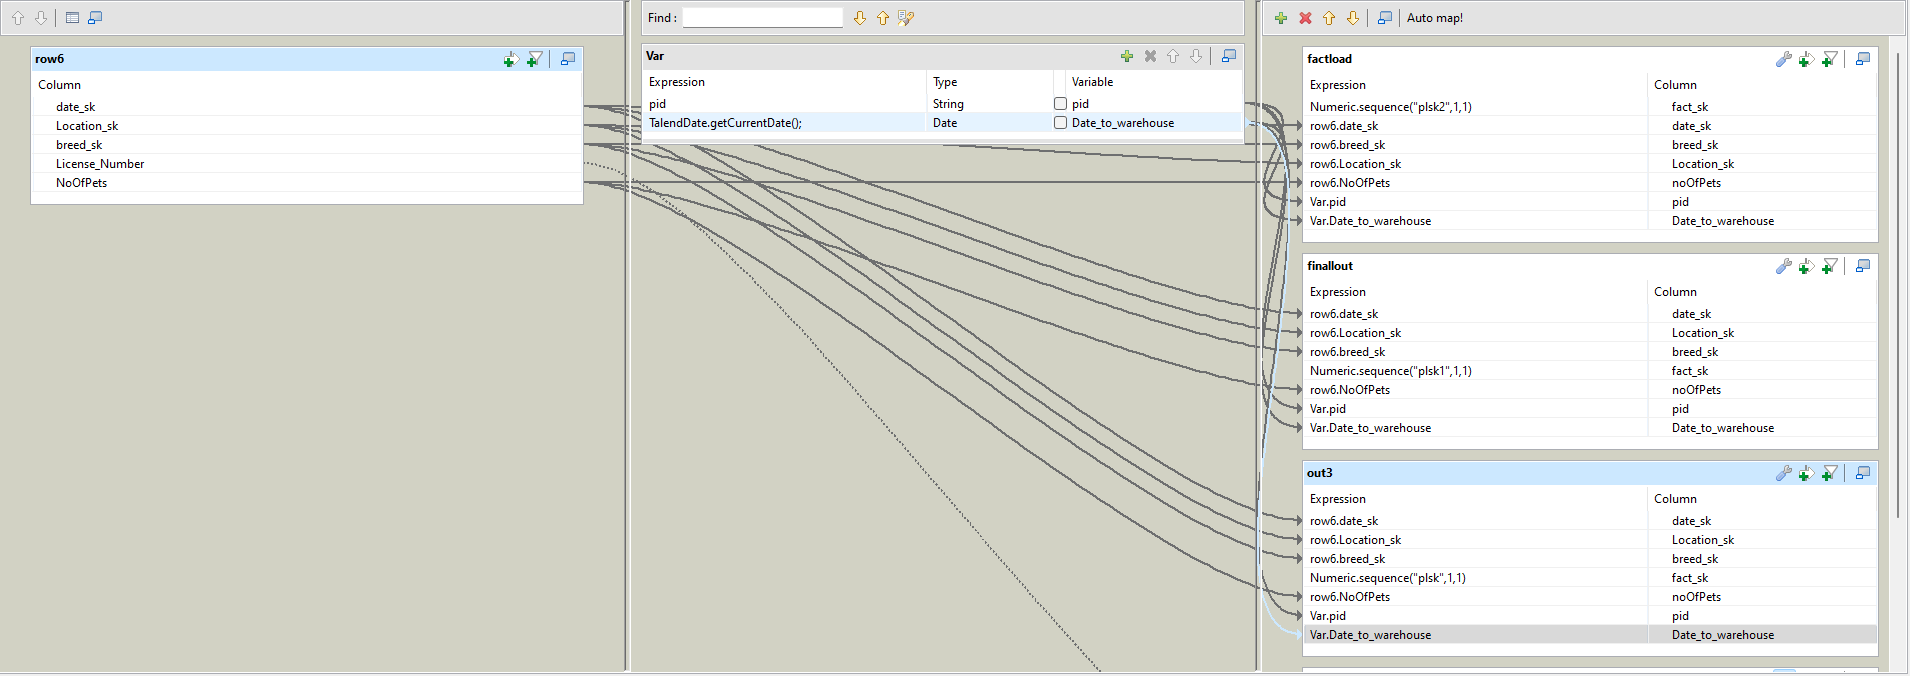 Find :
Auto map!
row6
Column
date_sk
Location_sk
breed_sk
License_Number
NoOfPets
Var
Expression Type Variable
pid String pid
TalendDate.getCurrentDate(); Date Date_to_warehouse
factload
Expression Column
Numeric.sequence("plsk2",1,1) fact_sk
row6.date_sk date_sk
row6.breed_sk breed_sk
row6.Location_sk Location_sk
row6.NoOfPets noOfPets
Var.pid pid
Var.Date_to_warehouse Date_to_warehouse
finallout
Expression Column
row6.date_sk date_sk
row6.Location_sk Location_sk
row6.breed_sk breed_sk
Numeric.sequence("plsk1",1,1) fact_sk
row6.NoOfPets noOfPets
Var.pid pid
Var.Date_to_warehouse Date_to_warehouse
out3
Expression Column
row6.date_sk date_sk
row6.Location_sk Location_sk
row6.breed_sk breed_sk
Numeric.sequence("plsk",1,1) fact_sk
row6.NoOfPets noOfPets
Var.pid pid
Var.Date_to_warehouse Date_to_warehouse